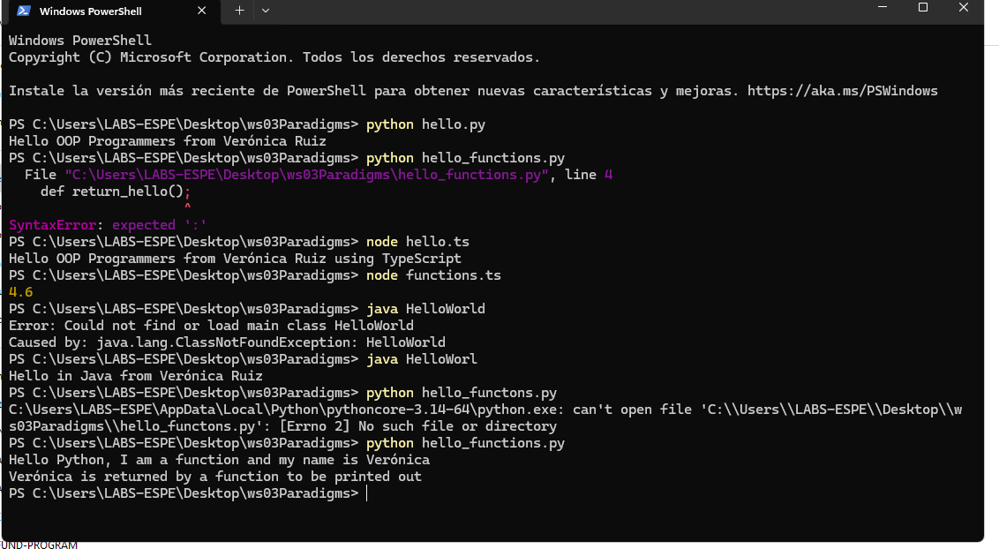 Windows PowerShell
Windows PowerShell
Copyright (C) Microsoft Corporation. Todos los derechos reservados.
Instale la versión más reciente de PowerShell para obtener nuevas características y mejoras. https://aka.ms/PSWindows
PS C:\Users\LABS-ESPE\Desktop\ws03Paradigms> python hello.py
Hello OOP Programmers from Verónica Ruiz
PS C:\Users\LABS-ESPE\Desktop\ws03Paradigms> python hello_functions.py
  File "C:\Users\LABS-ESPE\Desktop\ws03Paradigms\hello_functions.py", line 4
    def return_hello();
                      ^
SyntaxError: expected ':'
PS C:\Users\LABS-ESPE\Desktop\ws03Paradigms> node hello.ts
Hello OOP Programmers from Verónica Ruiz using TypeScript
PS C:\Users\LABS-ESPE\Desktop\ws03Paradigms> node functions.ts
4.6
PS C:\Users\LABS-ESPE\Desktop\ws03Paradigms> java HelloWorld
Error: Could not find or load main class HelloWorld
Caused by: java.lang.ClassNotFoundException: HelloWorld
PS C:\Users\LABS-ESPE\Desktop\ws03Paradigms> java HelloWorl
Hello in Java from Verónica Ruiz
PS C:\Users\LABS-ESPE\Desktop\ws03Paradigms> python hello_functons.py
C:\Users\LABS-ESPE\AppData\Local\Python\pythoncore-3.14-64\python.exe: can't open file 'C:\\Users\\LABS-ESPE\\Desktop\\w
s03Paradigms\\hello_functons.py': [Errno 2] No such file or directory
PS C:\Users\LABS-ESPE\Desktop\ws03Paradigms> python hello_functions.py
Hello Python, I am a function and my name is Verónica
Verónica is returned by a function to be printed out
PS C:\Users\LABS-ESPE\Desktop\ws03Paradigms>
UND-PROGRAM